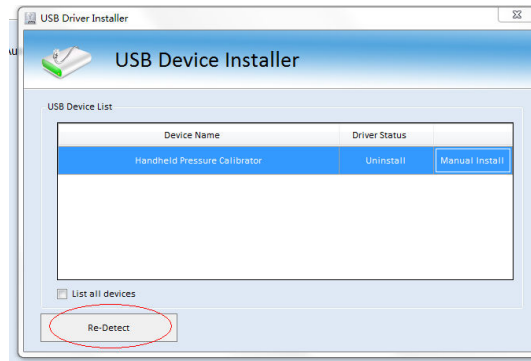 USB Driver Installer
USB Device Installer
USB Device List
Device Name Driver Status
Handheld Pressure Calibrator Uninstall Manual Install
List all devices
Re-Detect